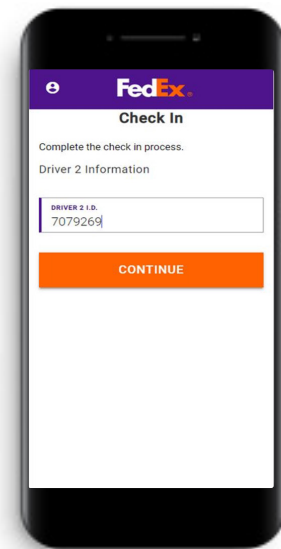 FedEx®
Check In
Complete the check in process.
Driver 2 Information
DRIVER 2 I.D.
7079269
CONTINUE